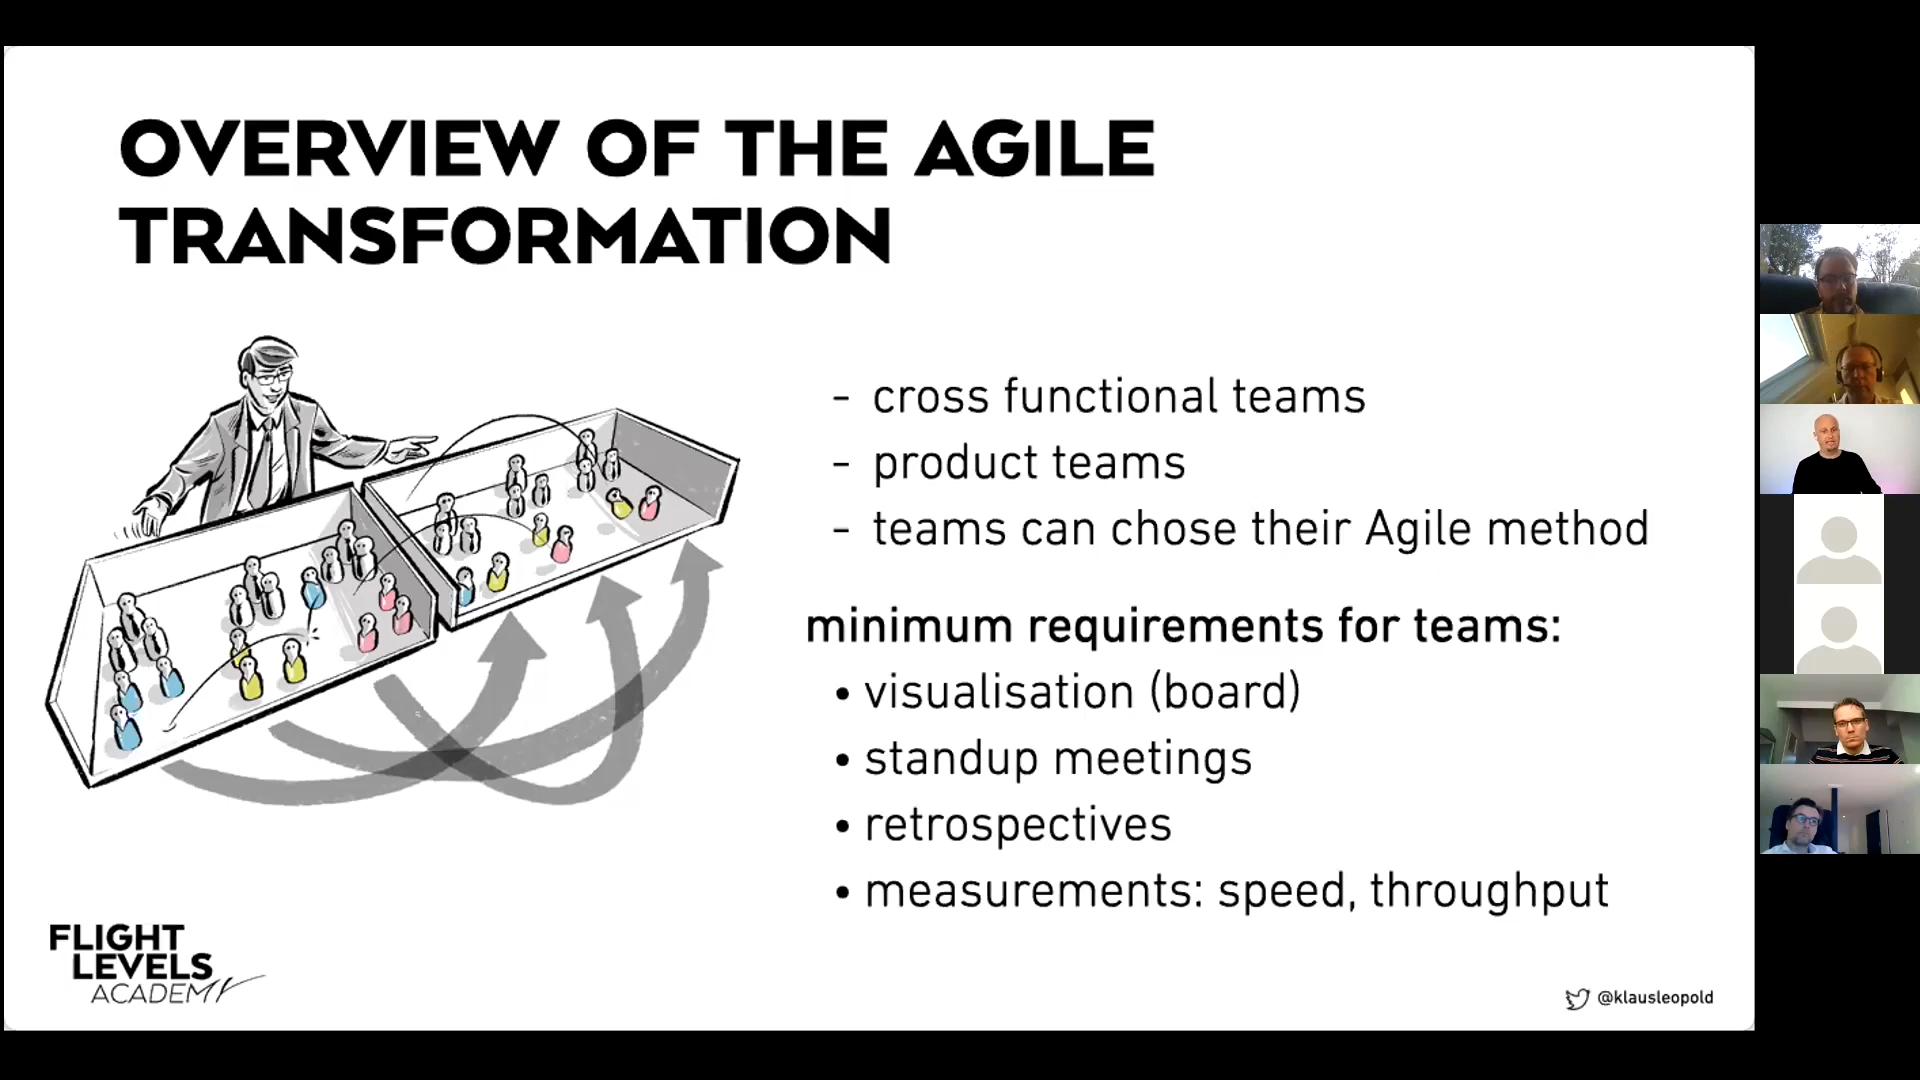 OVERVIEW OF THE AGILE
TRANSFORMATION
- cross functional teams
- product teams
- teams can chose their Agile method
minimum requirements for teams:
• visualisation (board)
• standup meetings
• retrospectives
• measurements: speed, throughput
FLIGHT
LEVELS
ACADEMY
@klausleopold